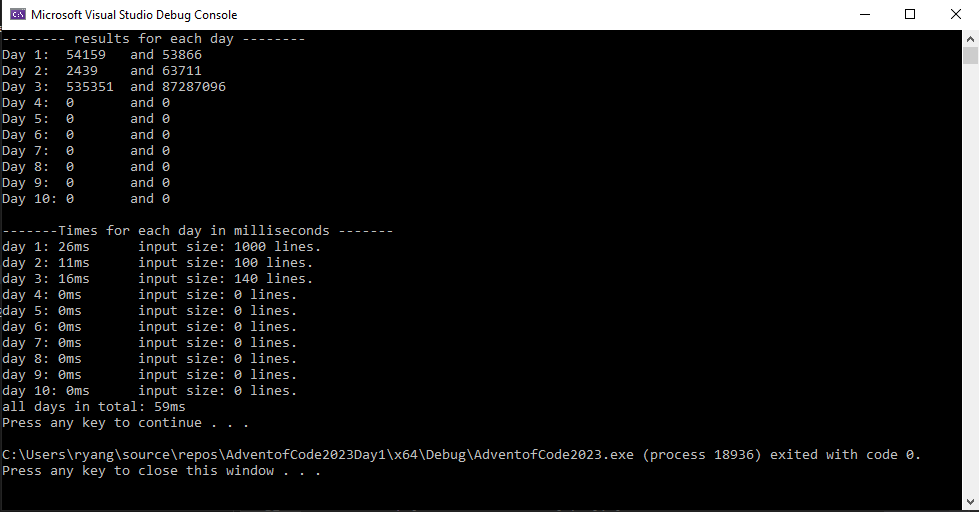 Microsoft Visual Studio Debug Console
-------- results for each day --------
Day 1:  54159   and 53866
Day 2:  2439    and 63711
Day 3:  535351  and 87287096
Day 4:  0       and 0
Day 5:  0       and 0
Day 6:  0       and 0
Day 7:  0       and 0
Day 8:  0       and 0
Day 9:  0       and 0
Day 10: 0       and 0
-------Times for each day in milliseconds -------
day 1: 26ms      input size: 1000 lines.
day 2: 11ms      input size: 100 lines.
day 3: 16ms      input size: 140 lines.
day 4: 0ms       input size: 0 lines.
day 5: 0ms       input size: 0 lines.
day 6: 0ms       input size: 0 lines.
day 7: 0ms       input size: 0 lines.
day 8: 0ms       input size: 0 lines.
day 9: 0ms       input size: 0 lines.
day 10: 0ms      input size: 0 lines.
all days in total: 59ms
Press any key to continue . . .
C:\Users\ryang\source\repos\AdventofCode2023Day1\x64\Debug\AdventofCode2023.exe (process 18936) exited with code 0.
Press any key to close this window . . .